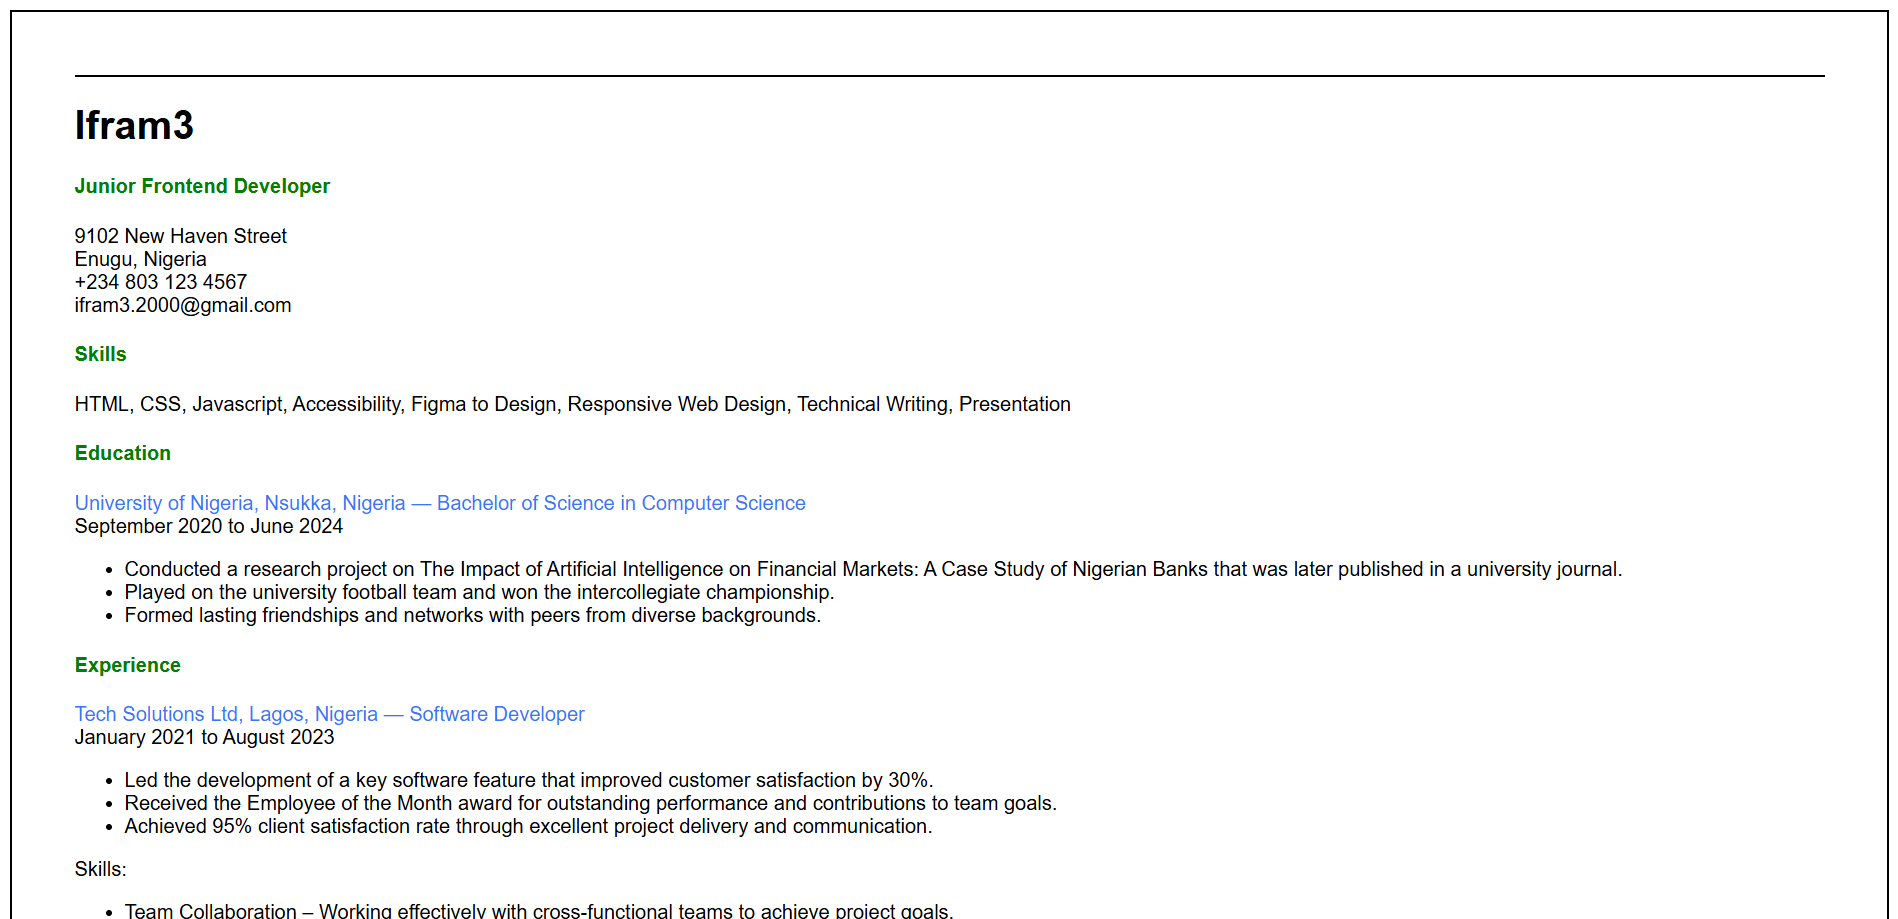 Ifram3
Junior Frontend Developer
9102 New Haven Street
Enugu, Nigeria
+234 803 123 4567
ifram3.2000@gmail.com
Skills
HTML, CSS, Javascript, Accessibility, Figma to Design, Responsive Web Design, Technical Writing, Presentation
Education
University of Nigeria, Nsukka, Nigeria — Bachelor of Science in Computer Science
September 2020 to June 2024
• Conducted a research project on The Impact of Artificial Intelligence on Financial Markets: A Case Study of Nigerian Banks that was later published in a university journal.
• Played on the university football team and won the intercollegiate championship.
• Formed lasting friendships and networks with peers from diverse backgrounds.
Experience
Tech Solutions Ltd, Lagos, Nigeria — Software Developer
January 2021 to August 2023
• Led the development of a key software feature that improved customer satisfaction by 30%.
• Received the Employee of the Month award for outstanding performance and contributions to team goals.
• Achieved 95% client satisfaction rate through excellent project delivery and communication.
Skills:
• Team Collaboration – Working effectively with cross-functional teams to achieve project goals.